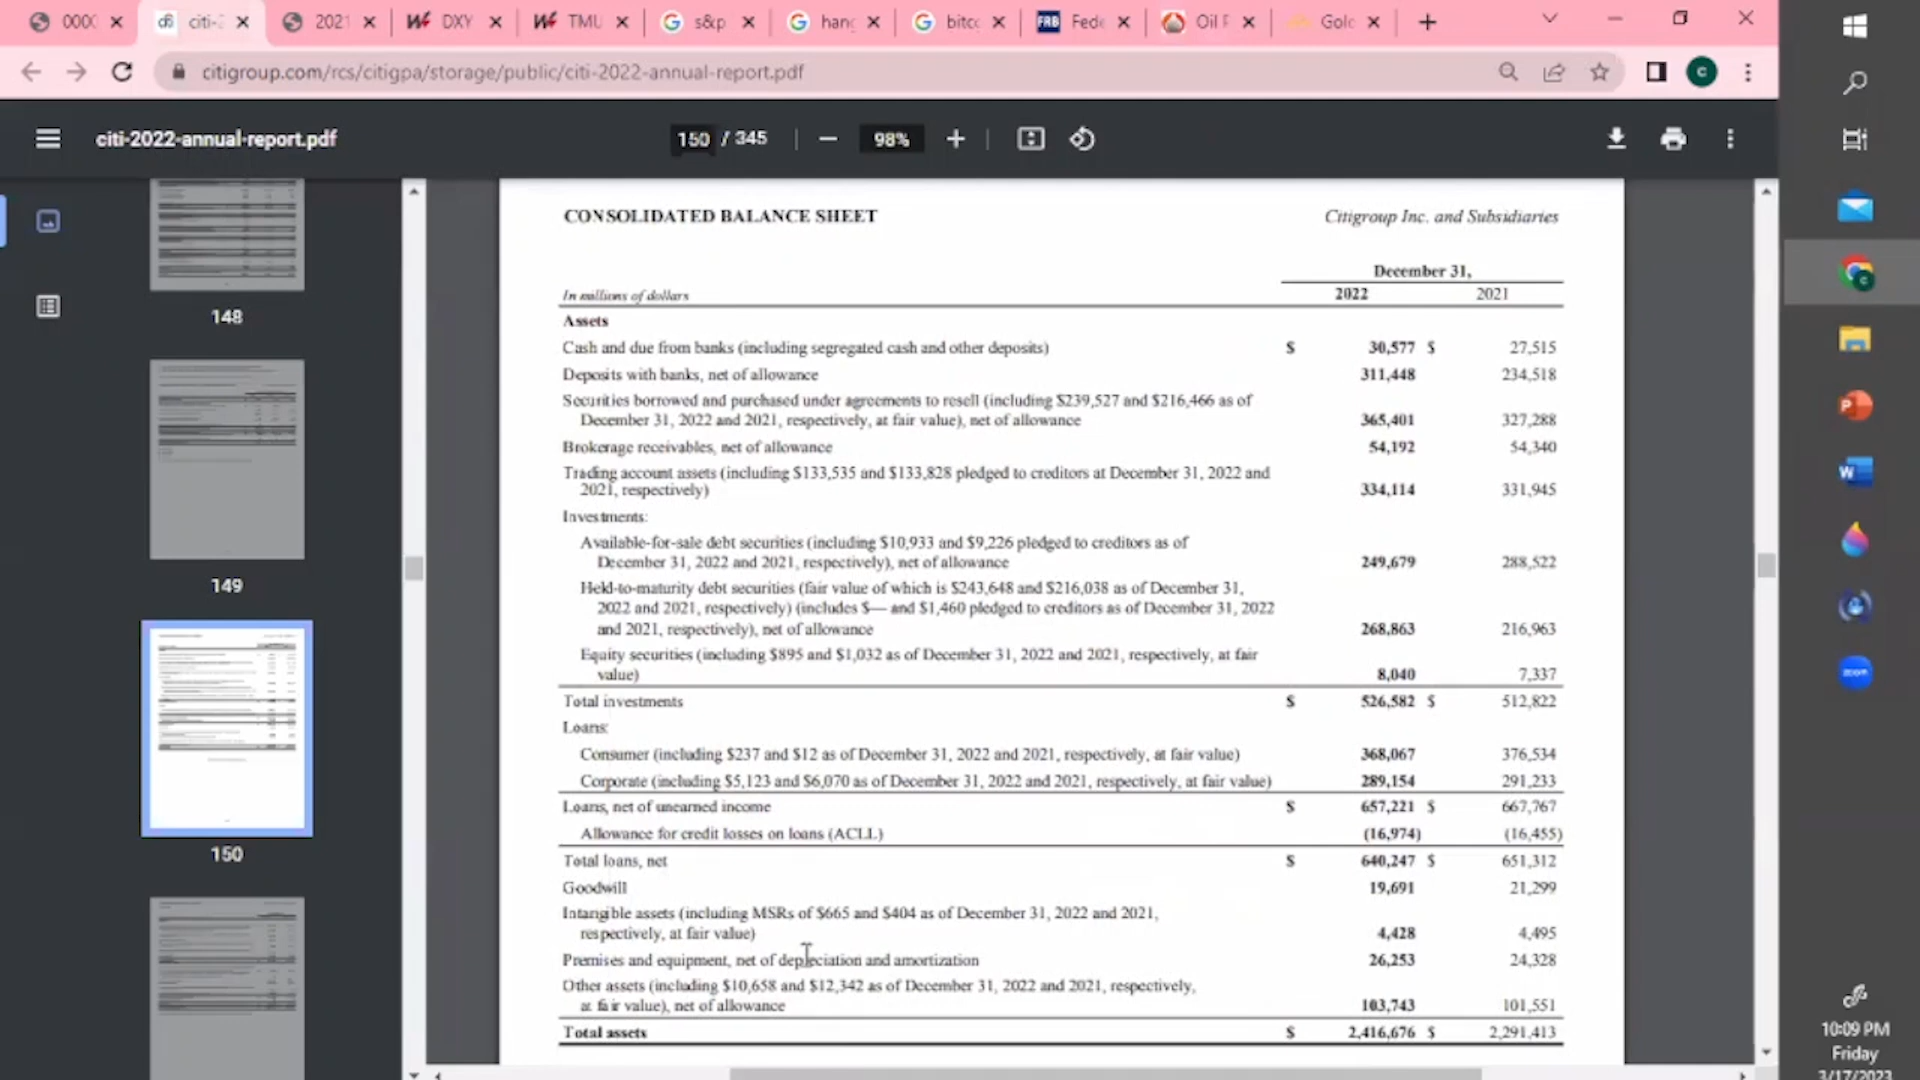 000(
citi-2
2021
DXY
TMU
s&p
hang
bitco
FRB Fede
Oil P
Gold
citigroup.com/rcs/citigpa/storage/public/citi-2022-annual-report.pdf
c
citi-2022-annual-report.pdf
150 / 345
98%
148
149
150
CONSOLIDATED BALANCE SHEET
Citigroup Inc. and Subsidiaries
December 31,
In millions of dollars 2022 2021
Assets
Cash and due from banks (including segregated cash and other deposits) $ 30,577 $ 27,515
Deposits with banks, net of allowance 311,448 234,518
Securities borrowed and purchased under agreements to resell (including $239,527 and $216,466 as of
December 31, 2022 and 2021, respectively, at fair value), net of allowance 365,401 327,288
Brokerage receivables, net of allowance 54,192 54,340
Trading account assets (including $133,535 and $133,828 pledged to creditors at December 31, 2022 and
2021, respectively) 334,114 331,945
Investments:
Available-for-sale debt securities (including $10,933 and $9,226 pledged to creditors as of
December 31, 2022 and 2021, respectively), net of allowance 249,679 288,522
Held-to-maturity debt securities (fair value of which is $243,648 and $216,038 as of December 31,
2022 and 2021, respectively) (includes $— and $1,460 pledged to creditors as of December 31, 2022
and 2021, respectively), net of allowance 268,863 216,963
Equity securities (including $895 and $1,032 as of December 31, 2022 and 2021, respectively, at fair
value) 8,040 7,337
Total investments $ 526,582 $ 512,822
Loans:
Consumer (including $237 and $12 as of December 31, 2022 and 2021, respectively, at fair value) 368,067 376,534
Corporate (including $5,123 and $6,070 as of December 31, 2022 and 2021, respectively, at fair value) 289,154 291,233
Loans, net of unearned income $ 657,221 $ 667,767
Allowance for credit losses on loans (ACLL) (16,974) (16,455)
Total loans, net $ 640,247 $ 651,312
Goodwill 19,691 21,299
Intangible assets (including MSRs of $665 and $404 as of December 31, 2022 and 2021,
respectively, at fair value) 4,428 4,495
Premises and equipment, net of depreciation and amortization 26,253 24,328
Other assets (including $10,658 and $12,342 as of December 31, 2022 and 2021, respectively,
at fair value), net of allowance 103,743 101,551
Total assets $ 2,416,676 $ 2,291,413
zoom
10:09 PM
Friday
3/17/2023